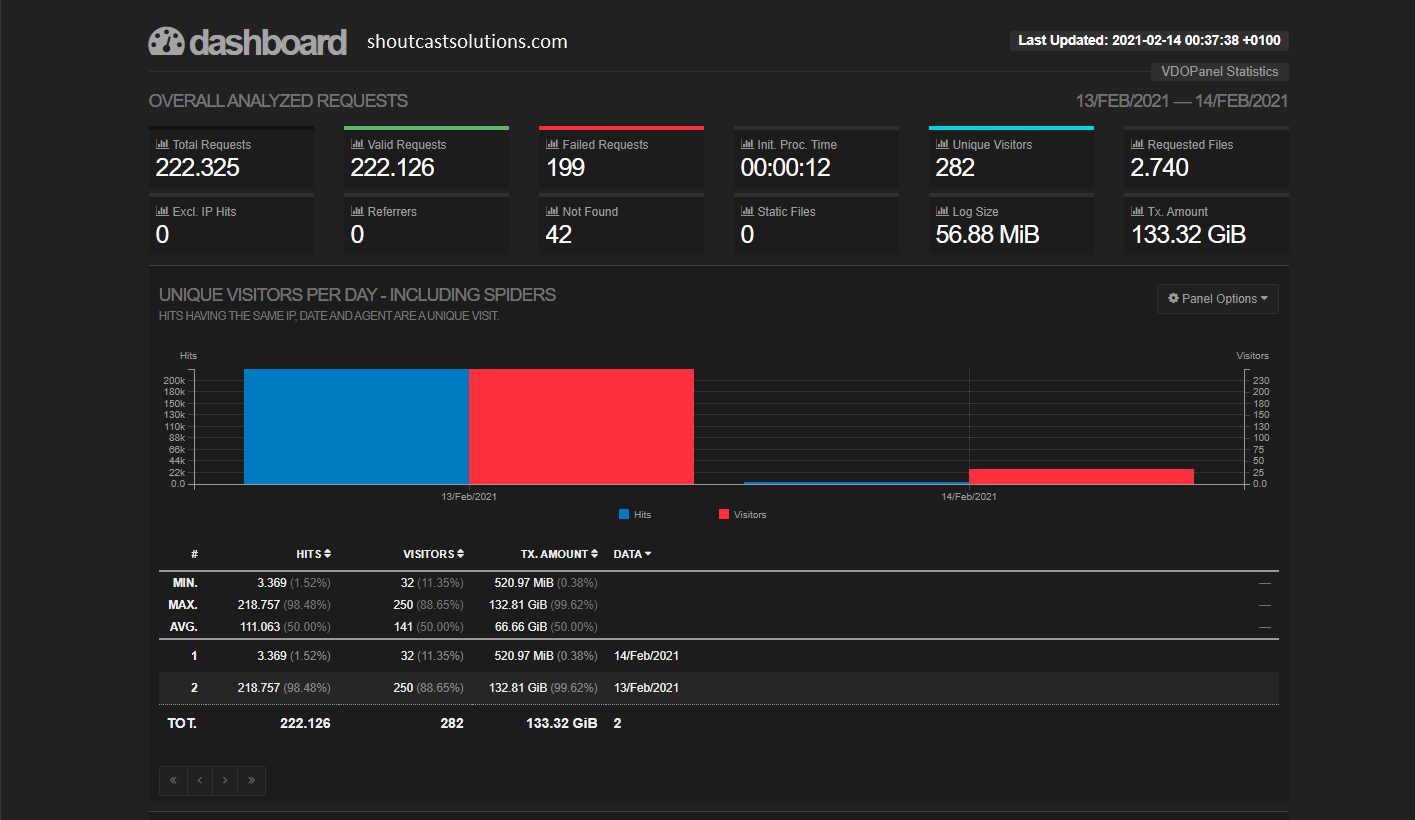 dashboard shoutcastsolutions.com Last Updated: 2021-02-14 00:37:38 +0100
VDOPanel Statistics
OVERALL ANALYZED REQUESTS 13/FEB/2021 — 14/FEB/2021
Total Requests Valid Requests Failed Requests Init. Proc. Time Unique Visitors Requested Files
222.325 222.126 199 00:00:12 282 2.740
Excl. IP Hits Referrers Not Found Static Files Log Size Tx. Amount
0 0 42 0 56.88 MiB 133.32 GiB
UNIQUE VISITORS PER DAY - INCLUDING SPIDERS Panel Options
HITS HAVING THE SAME IP, DATE AND AGENT ARE A UNIQUE VISIT.
Hits Visitors
200k 230
180k 200
150k 180
130k 150
110k 130
88k 100
66k 75
44k 50
22k 25
0.0 0.0
13/Feb/2021 14/Feb/2021
Hits Visitors
# HITS VISITORS TX. AMOUNT DATA
MIN. 3.369 (1.52%) 32 (11.35%) 520.97 MiB (0.38%) —
MAX. 218.757 (98.48%) 250 (88.65%) 132.81 GiB (99.62%) —
AVG. 111.063 (50.00%) 141 (50.00%) 66.66 GiB (50.00%) —
1 3.369 (1.52%) 32 (11.35%) 520.97 MiB (0.38%) 14/Feb/2021
2 218.757 (98.48%) 250 (88.65%) 132.81 GiB (99.62%) 13/Feb/2021
TOT. 222.126 282 133.32 GiB 2
« ‹ › »